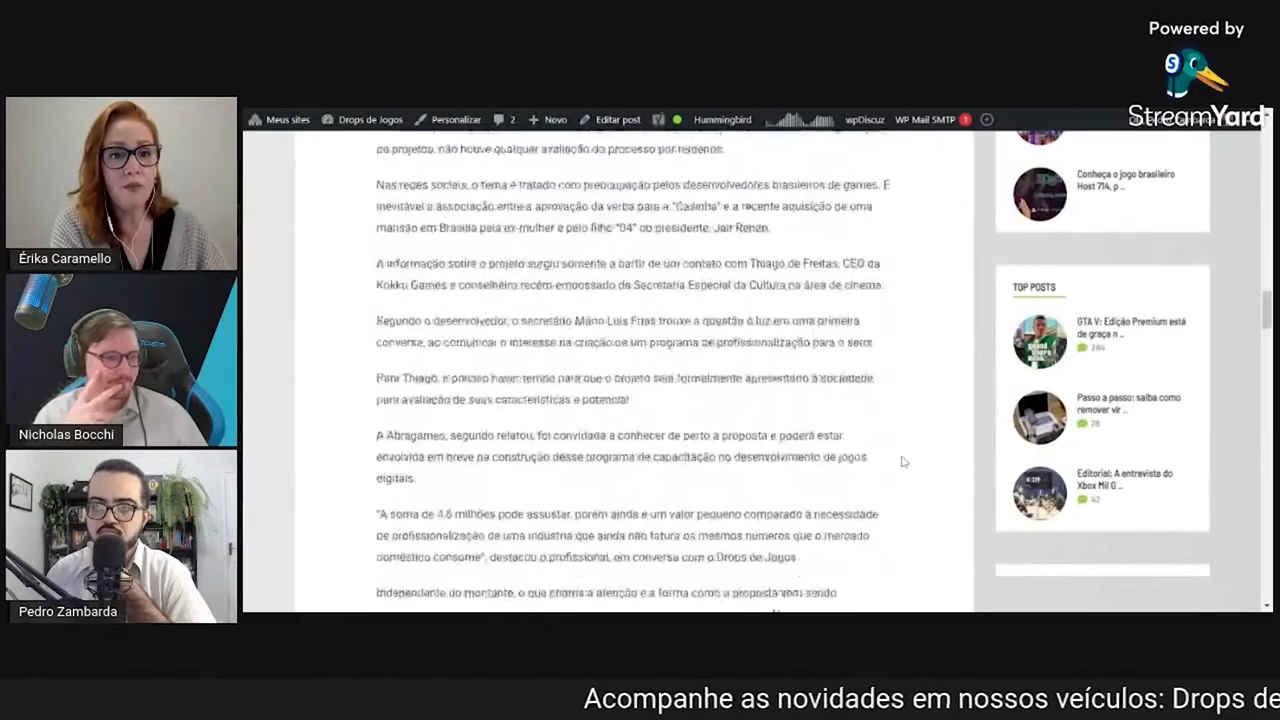 Powered by
StreamYard
Meus sites Drops de Jogos Personalizar 2 Novo Editar post Hummingbird wpDiscuz WP Mail SMTP 1
ao projeto, não houve qualquer avaliação do processo por
Nas redes sociais, o tema é tratado com preocupação pelos desenvolvedores brasileiros de games. É
inevitável a associação entre a aprovação da verba para a "Casinha" e a recente aquisição de uma
mansão em Brasília pela ex-mulher e pelo filho "04" do presidente, Jair Renan.
A informação sobre o projeto surgiu somente a partir de um contato com Thiago de Freitas, CEO da
Kokku Games e conselheiro recém-empossado da Secretaria Especial da Cultura na área de cinema.
Segundo o desenvolvedor, o secretário Mário Luis Frias trouxe a questão à luz em uma primeira
conversa, ao comunicar o interesse na criação de um programa de profissionalização para o setor.
Para Thiago, é preciso haver tempo para que o projeto seja formalmente apresentado à sociedade,
para avaliação de suas características e potencial
A Abragames, segundo relatou, foi convidada a conhecer de perto a proposta e poderá estar
envolvida em breve na construção desse programa de capacitação no desenvolvimento de jogos
digitais.
"A soma de 4.6 milhões pode assustar, porém ainda é um valor pequeno comparado à necessidade
de profissionalização de uma indústria que ainda não fatura os mesmos números que o mercado
doméstico consome", destacou o profissional, em conversa com o Drops de Jogos
Independente do montante, o que chama a atenção é a forma como a proposta vem sendo
Conheça o jogo brasileiro
Host 714, p ..
TOP POSTS
GTA V: Edição Premium está
de graça n ..
284
Passo a passo: saiba como
remover vir ..
78
Editorial: A entrevista do
Xbox Mil G ..
42
Érika Caramello
Nicholas Bocchi
Pedro Zambarda
Acompanhe as novidades em nossos veículos: Drops de